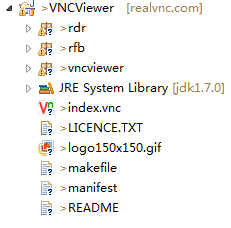 >VNCViewer [realvnc.com]
>rdr
>rfb
>vncviewer
JRE System Library [jdk1.7.0]
>index.vnc
>LICENCE.TXT
>logo150x150.gif
>makefile
>manifest
>README